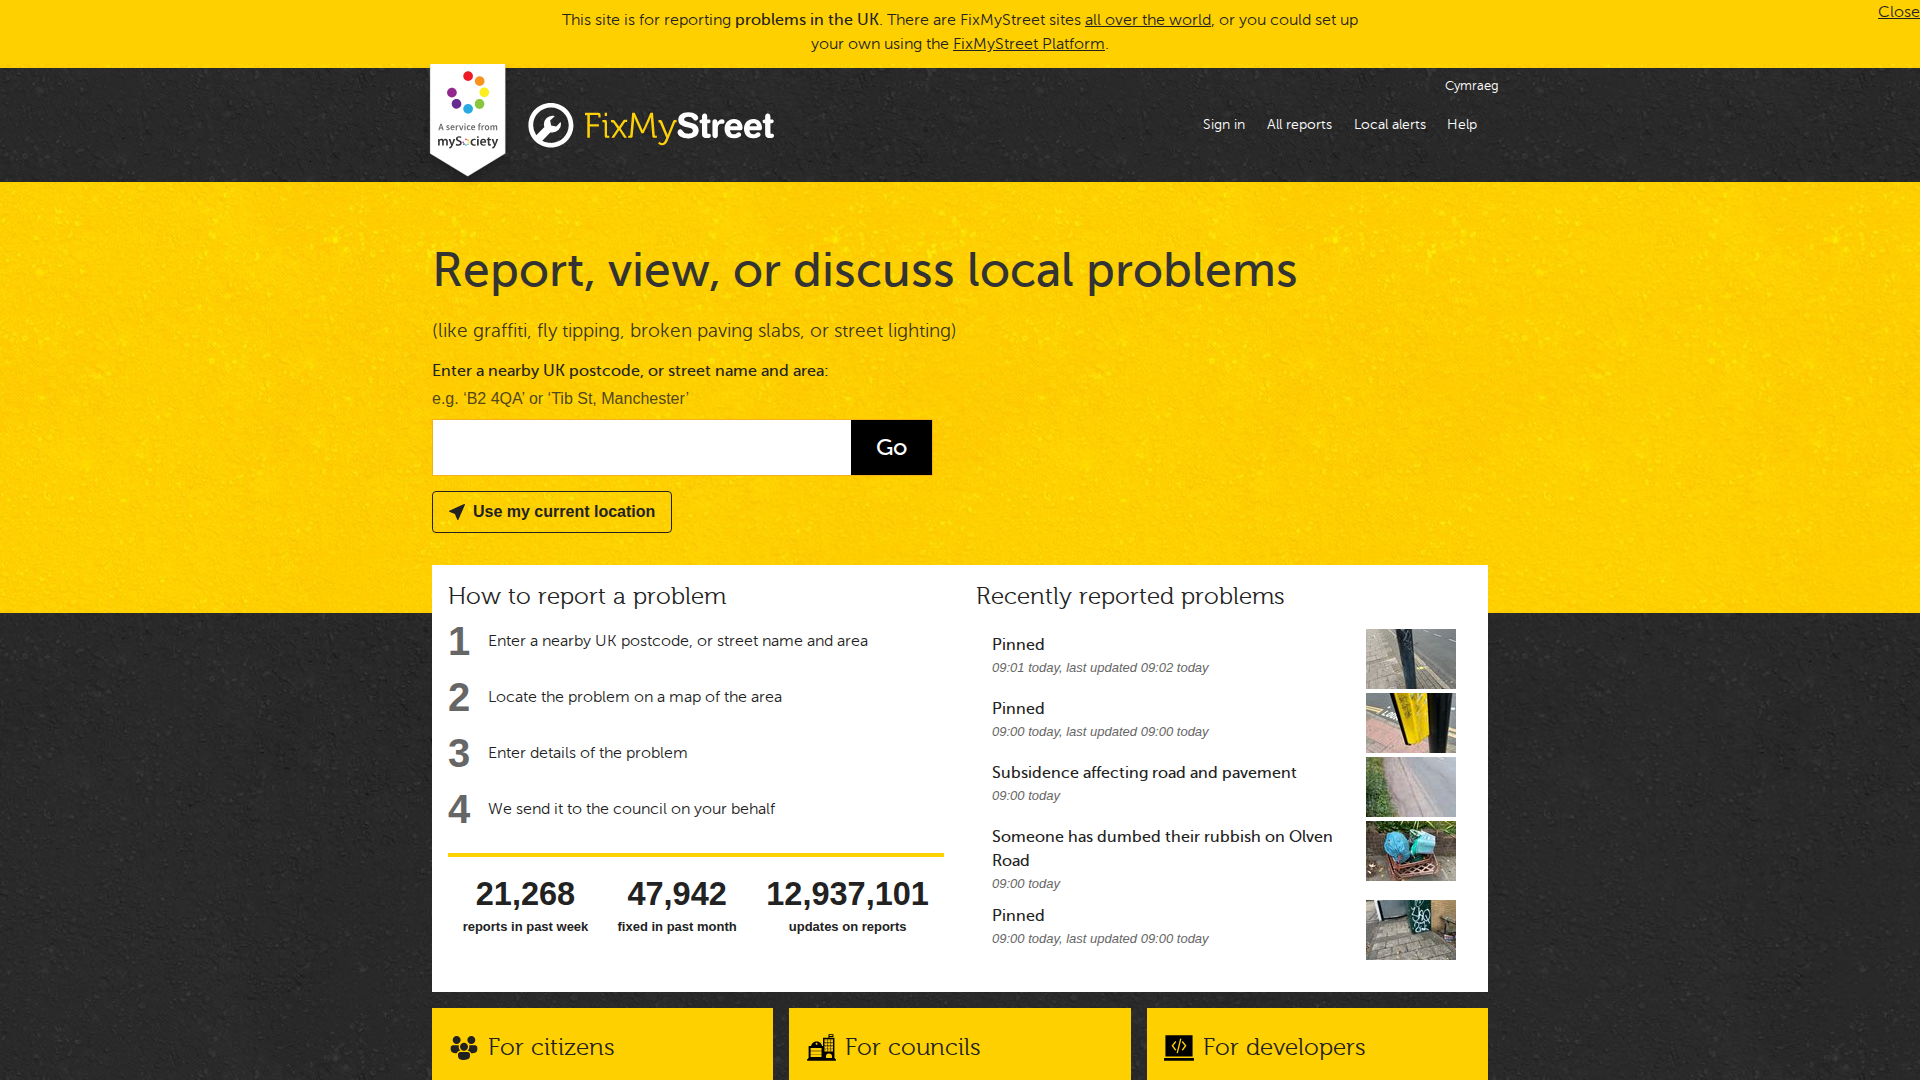 This site is for reporting problems in the UK. There are FixMyStreet sites all over the world, or you could set up
your own using the FixMyStreet Platform.
Close
A service from
mySociety
FixMyStreet
Cymraeg
Sign in
All reports
Local alerts
Help
Report, view, or discuss local problems
(like graffiti, fly tipping, broken paving slabs, or street lighting)
Enter a nearby UK postcode, or street name and area:
e.g. ‘B2 4QA’ or ‘Tib St, Manchester’
Go
Use my current location
How to report a problem
1 Enter a nearby UK postcode, or street name and area
2 Locate the problem on a map of the area
3 Enter details of the problem
4 We send it to the council on your behalf
21,268
reports in past week
47,942
fixed in past month
12,937,101
updates on reports
Recently reported problems
Pinned
09:01 today, last updated 09:02 today
Pinned
09:00 today, last updated 09:00 today
Subsidence affecting road and pavement
09:00 today
Someone has dumbed their rubbish on Olven
Road
09:00 today
Pinned
09:00 today, last updated 09:00 today
For citizens
For councils
For developers